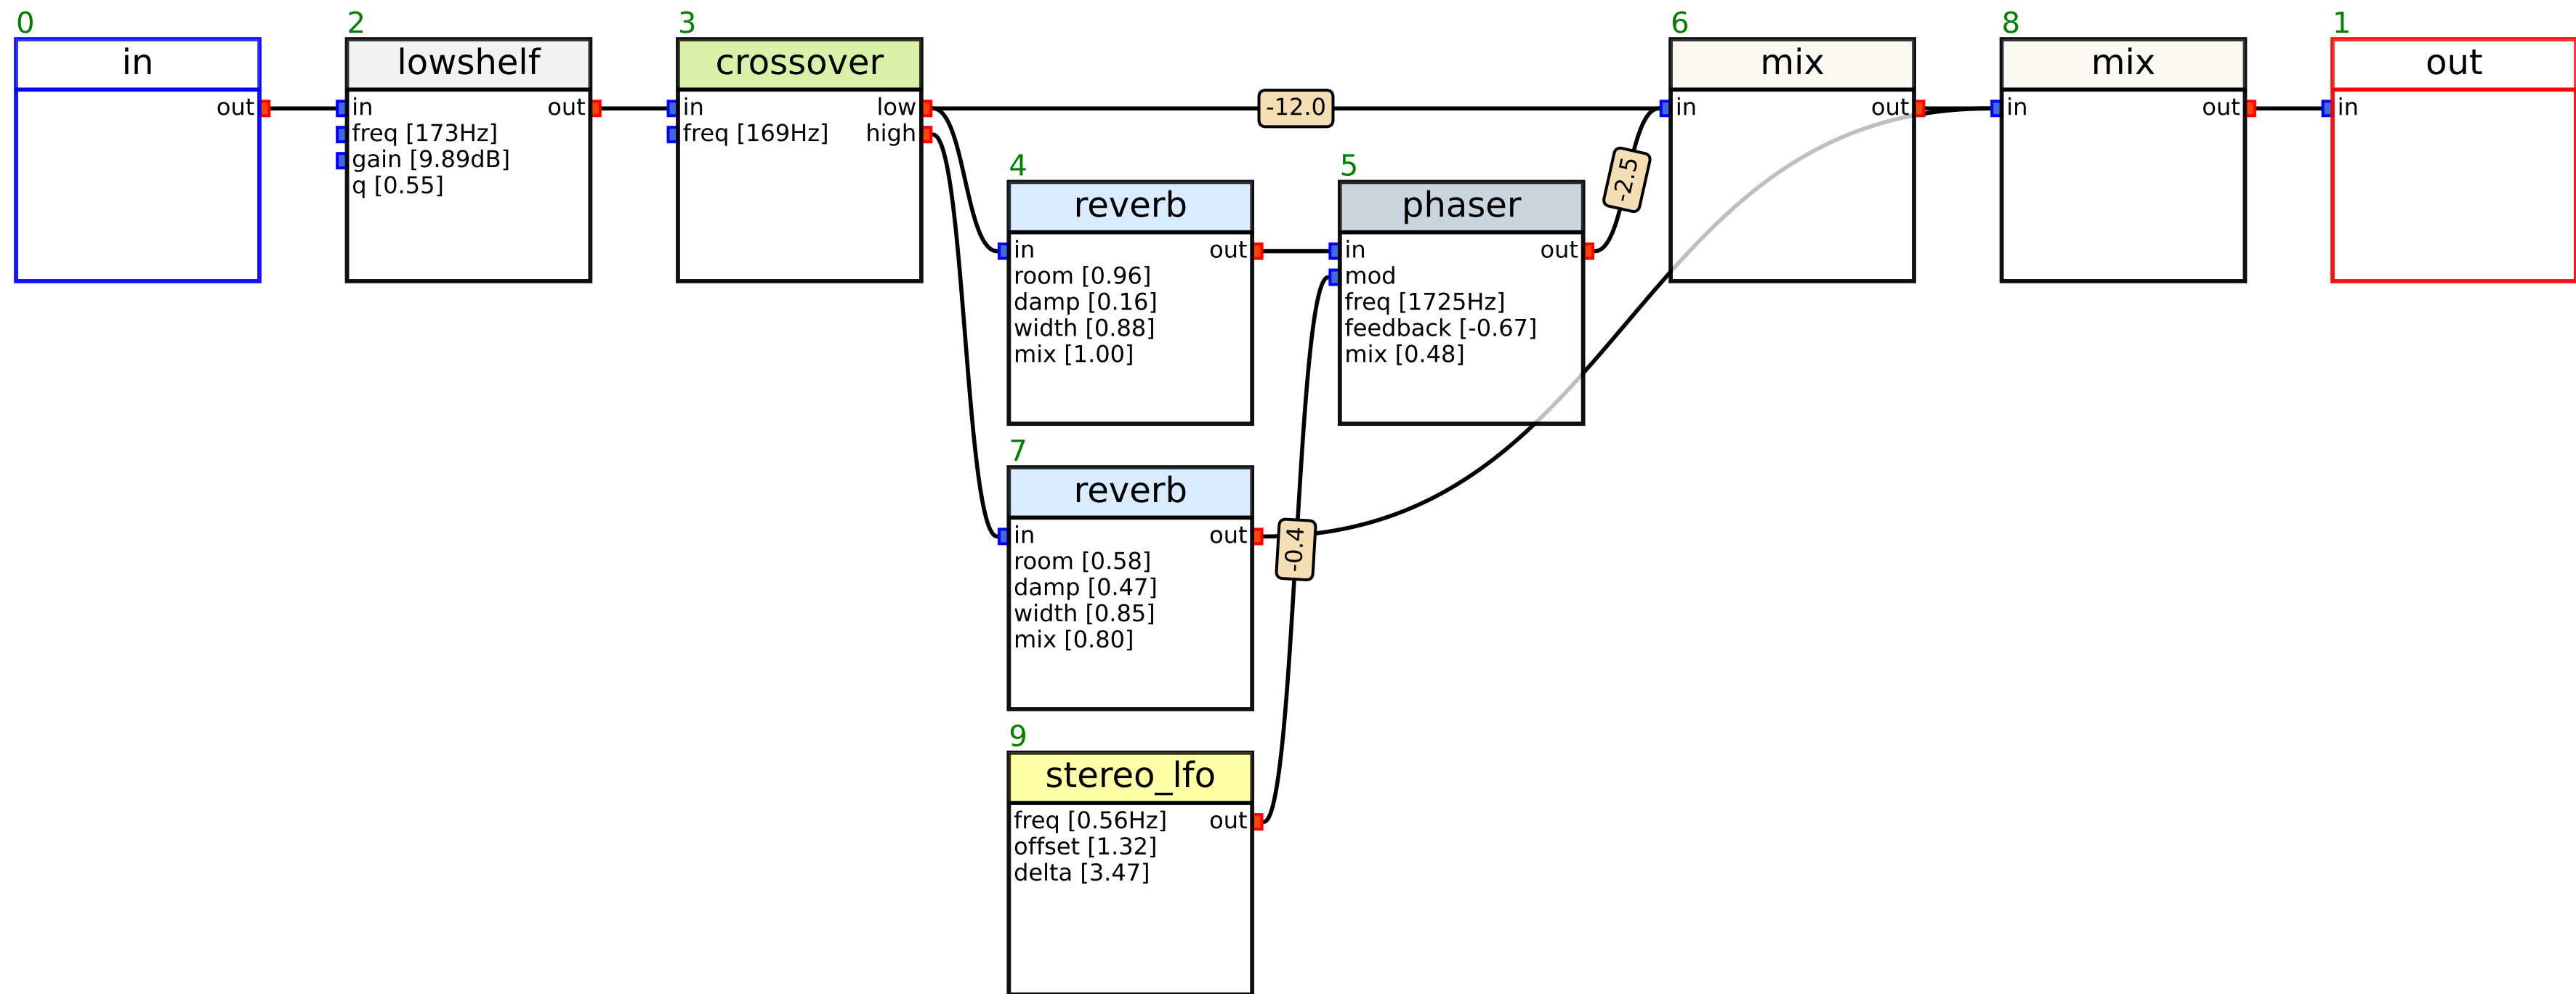 0
in
out
2
lowshelf
in
out
freq [173Hz]
gain [9.89dB]
q [0.55]
3
crossover
in
low
freq [169Hz]
high
-12.0
4
reverb
in
out
room [0.96]
damp [0.16]
width [0.88]
mix [1.00]
5
phaser
in
out
mod
freq [1725Hz]
feedback [-0.67]
mix [0.48]
-2.5
6
mix
in
out
8
mix
in
out
1
out
in
7
reverb
in
out
room [0.58]
damp [0.47]
width [0.85]
mix [0.80]
-0.4
9
stereo_lfo
freq [0.56Hz]
out
offset [1.32]
delta [3.47]